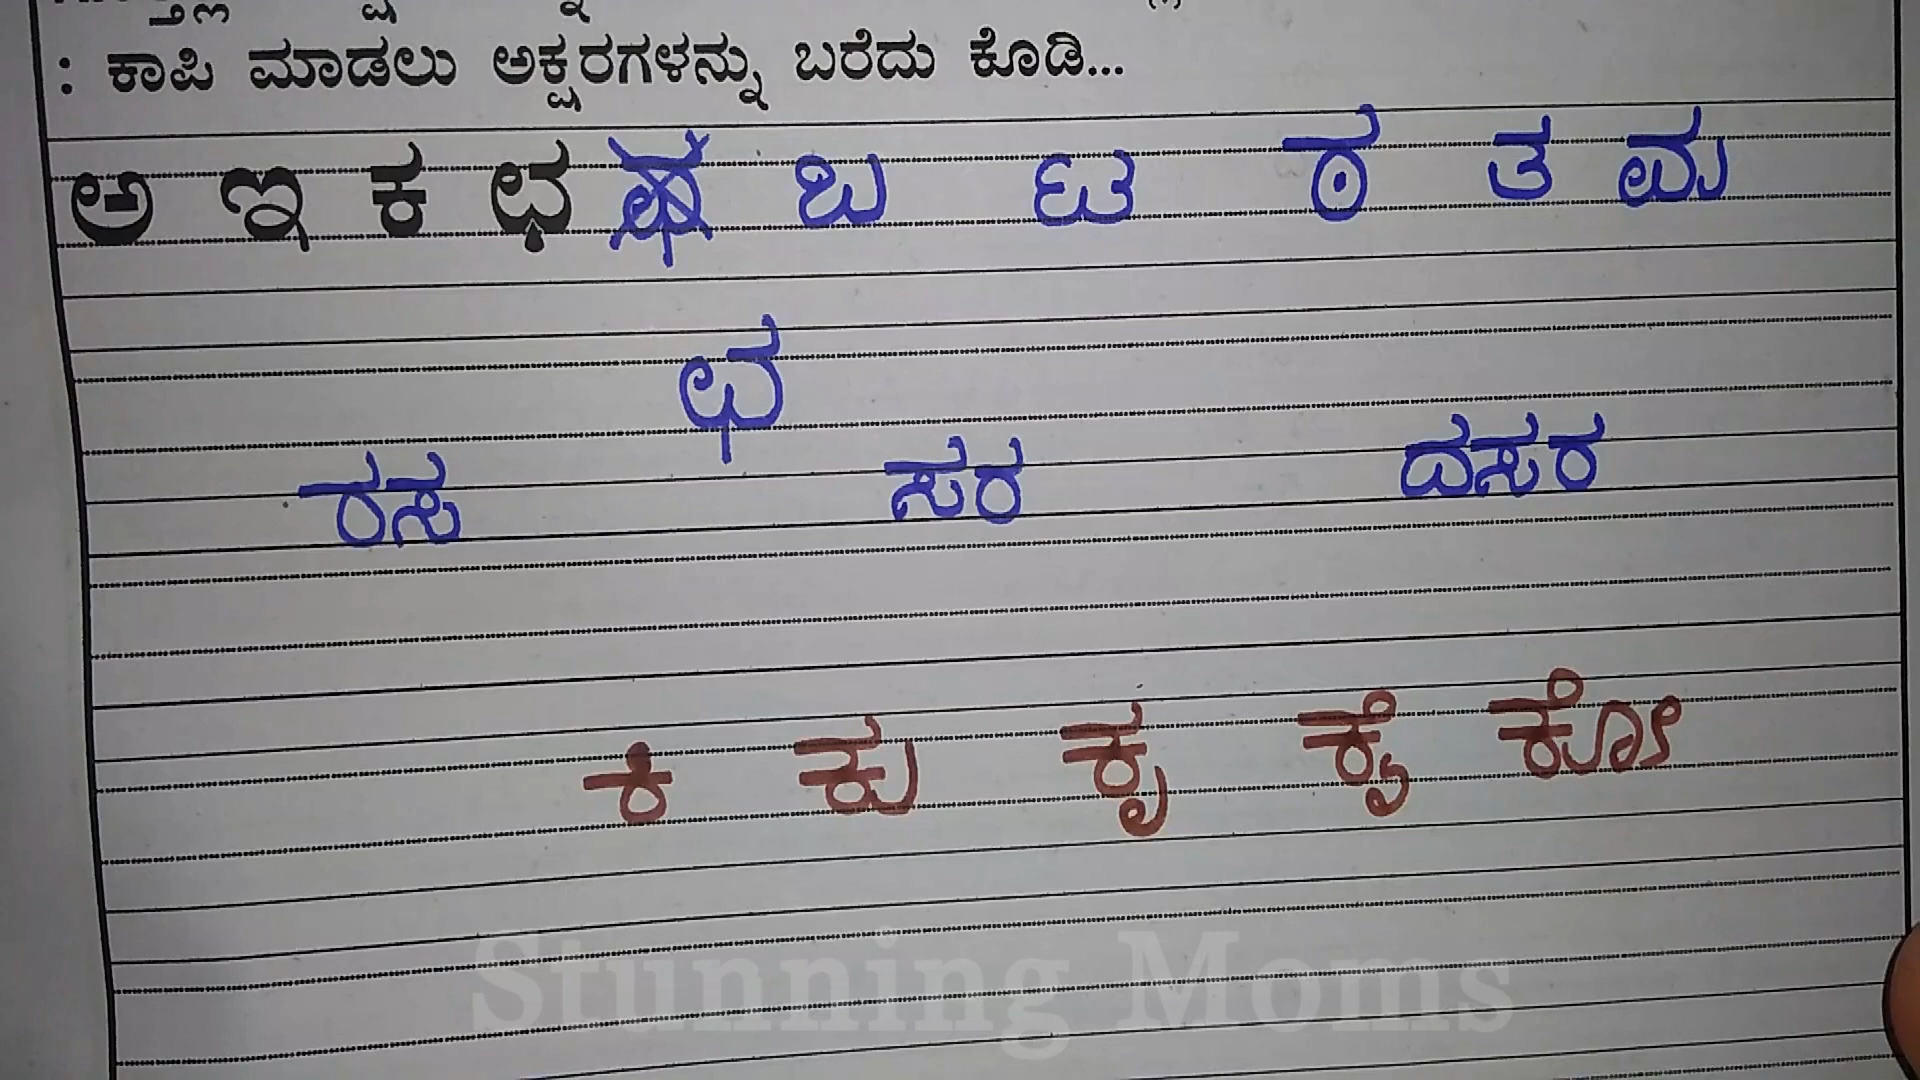 : ಕಾಪಿ ಮಾಡಲು ಅಕ್ಷರಗಳನ್ನು ಬರೆದು ಕೊಡಿ...
ಅ ಇ ಕ ಛ ಬ ಟ ಠ ತ ಮ
ಛ
ರಸ ಸರ ದಸರ
ಕಿ ಕು ಕೃ ಕೈ ಕೋ
Stunning Moms